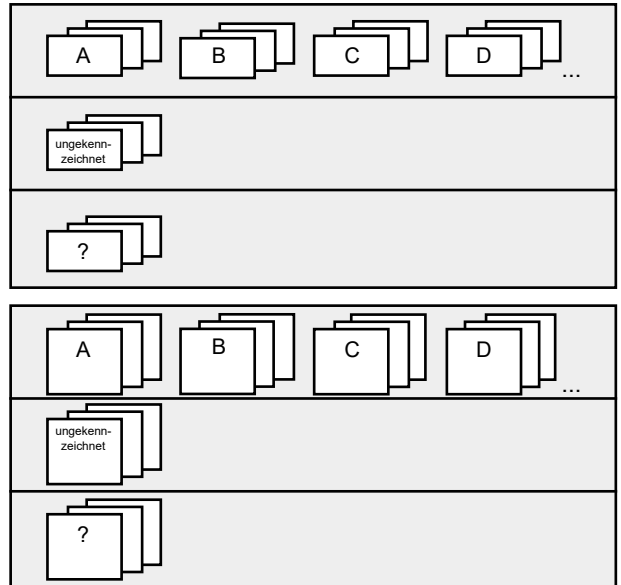 A B C D ...
ungekenn-
zeichnet
?
A B C D ...
ungekenn-
zeichnet
?